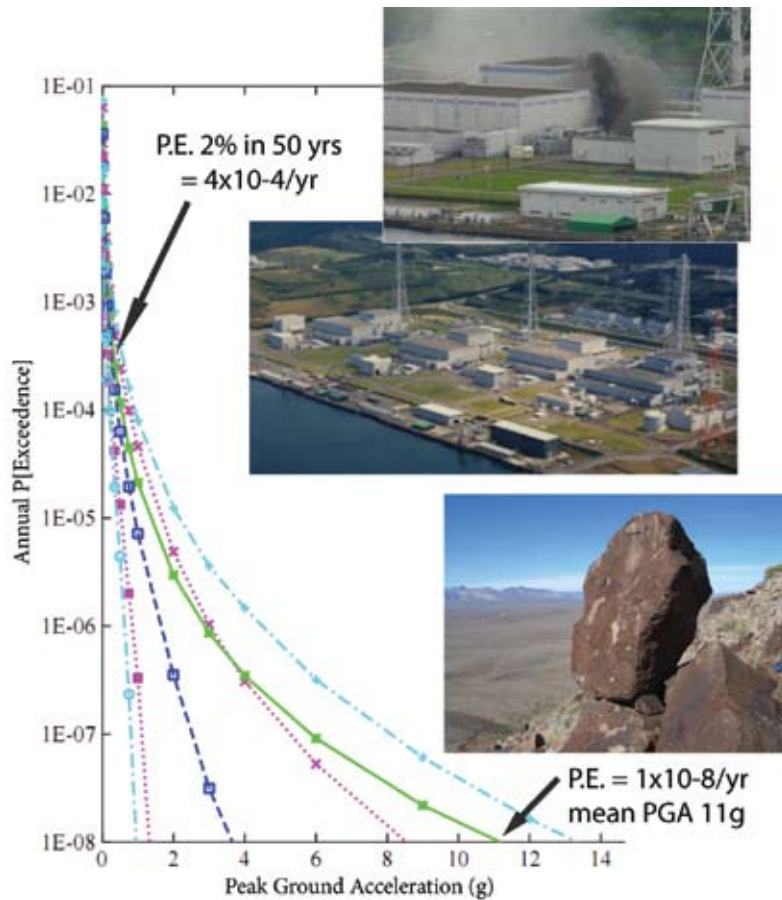 1E-01
P.E. 2% in 50 yrs
= 4x10-4/yr
1E-02
1E-03
Annual P[Exceedence]
1E-04
1E-05
1E-06
1E-07
P.E. = 1x10-8/yr
mean PGA 11g
1E-08
0 2 4 6 8 10 12 14
Peak Ground Acceleration (g)